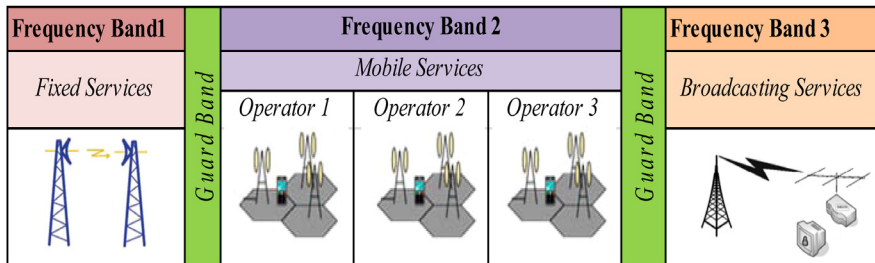 Frequency Band1
Fixed Services
Guard Band
Frequency Band 2
Mobile Services
Operator 1
Operator 2
Operator 3
Guard Band
Frequency Band 3
Broadcasting Services